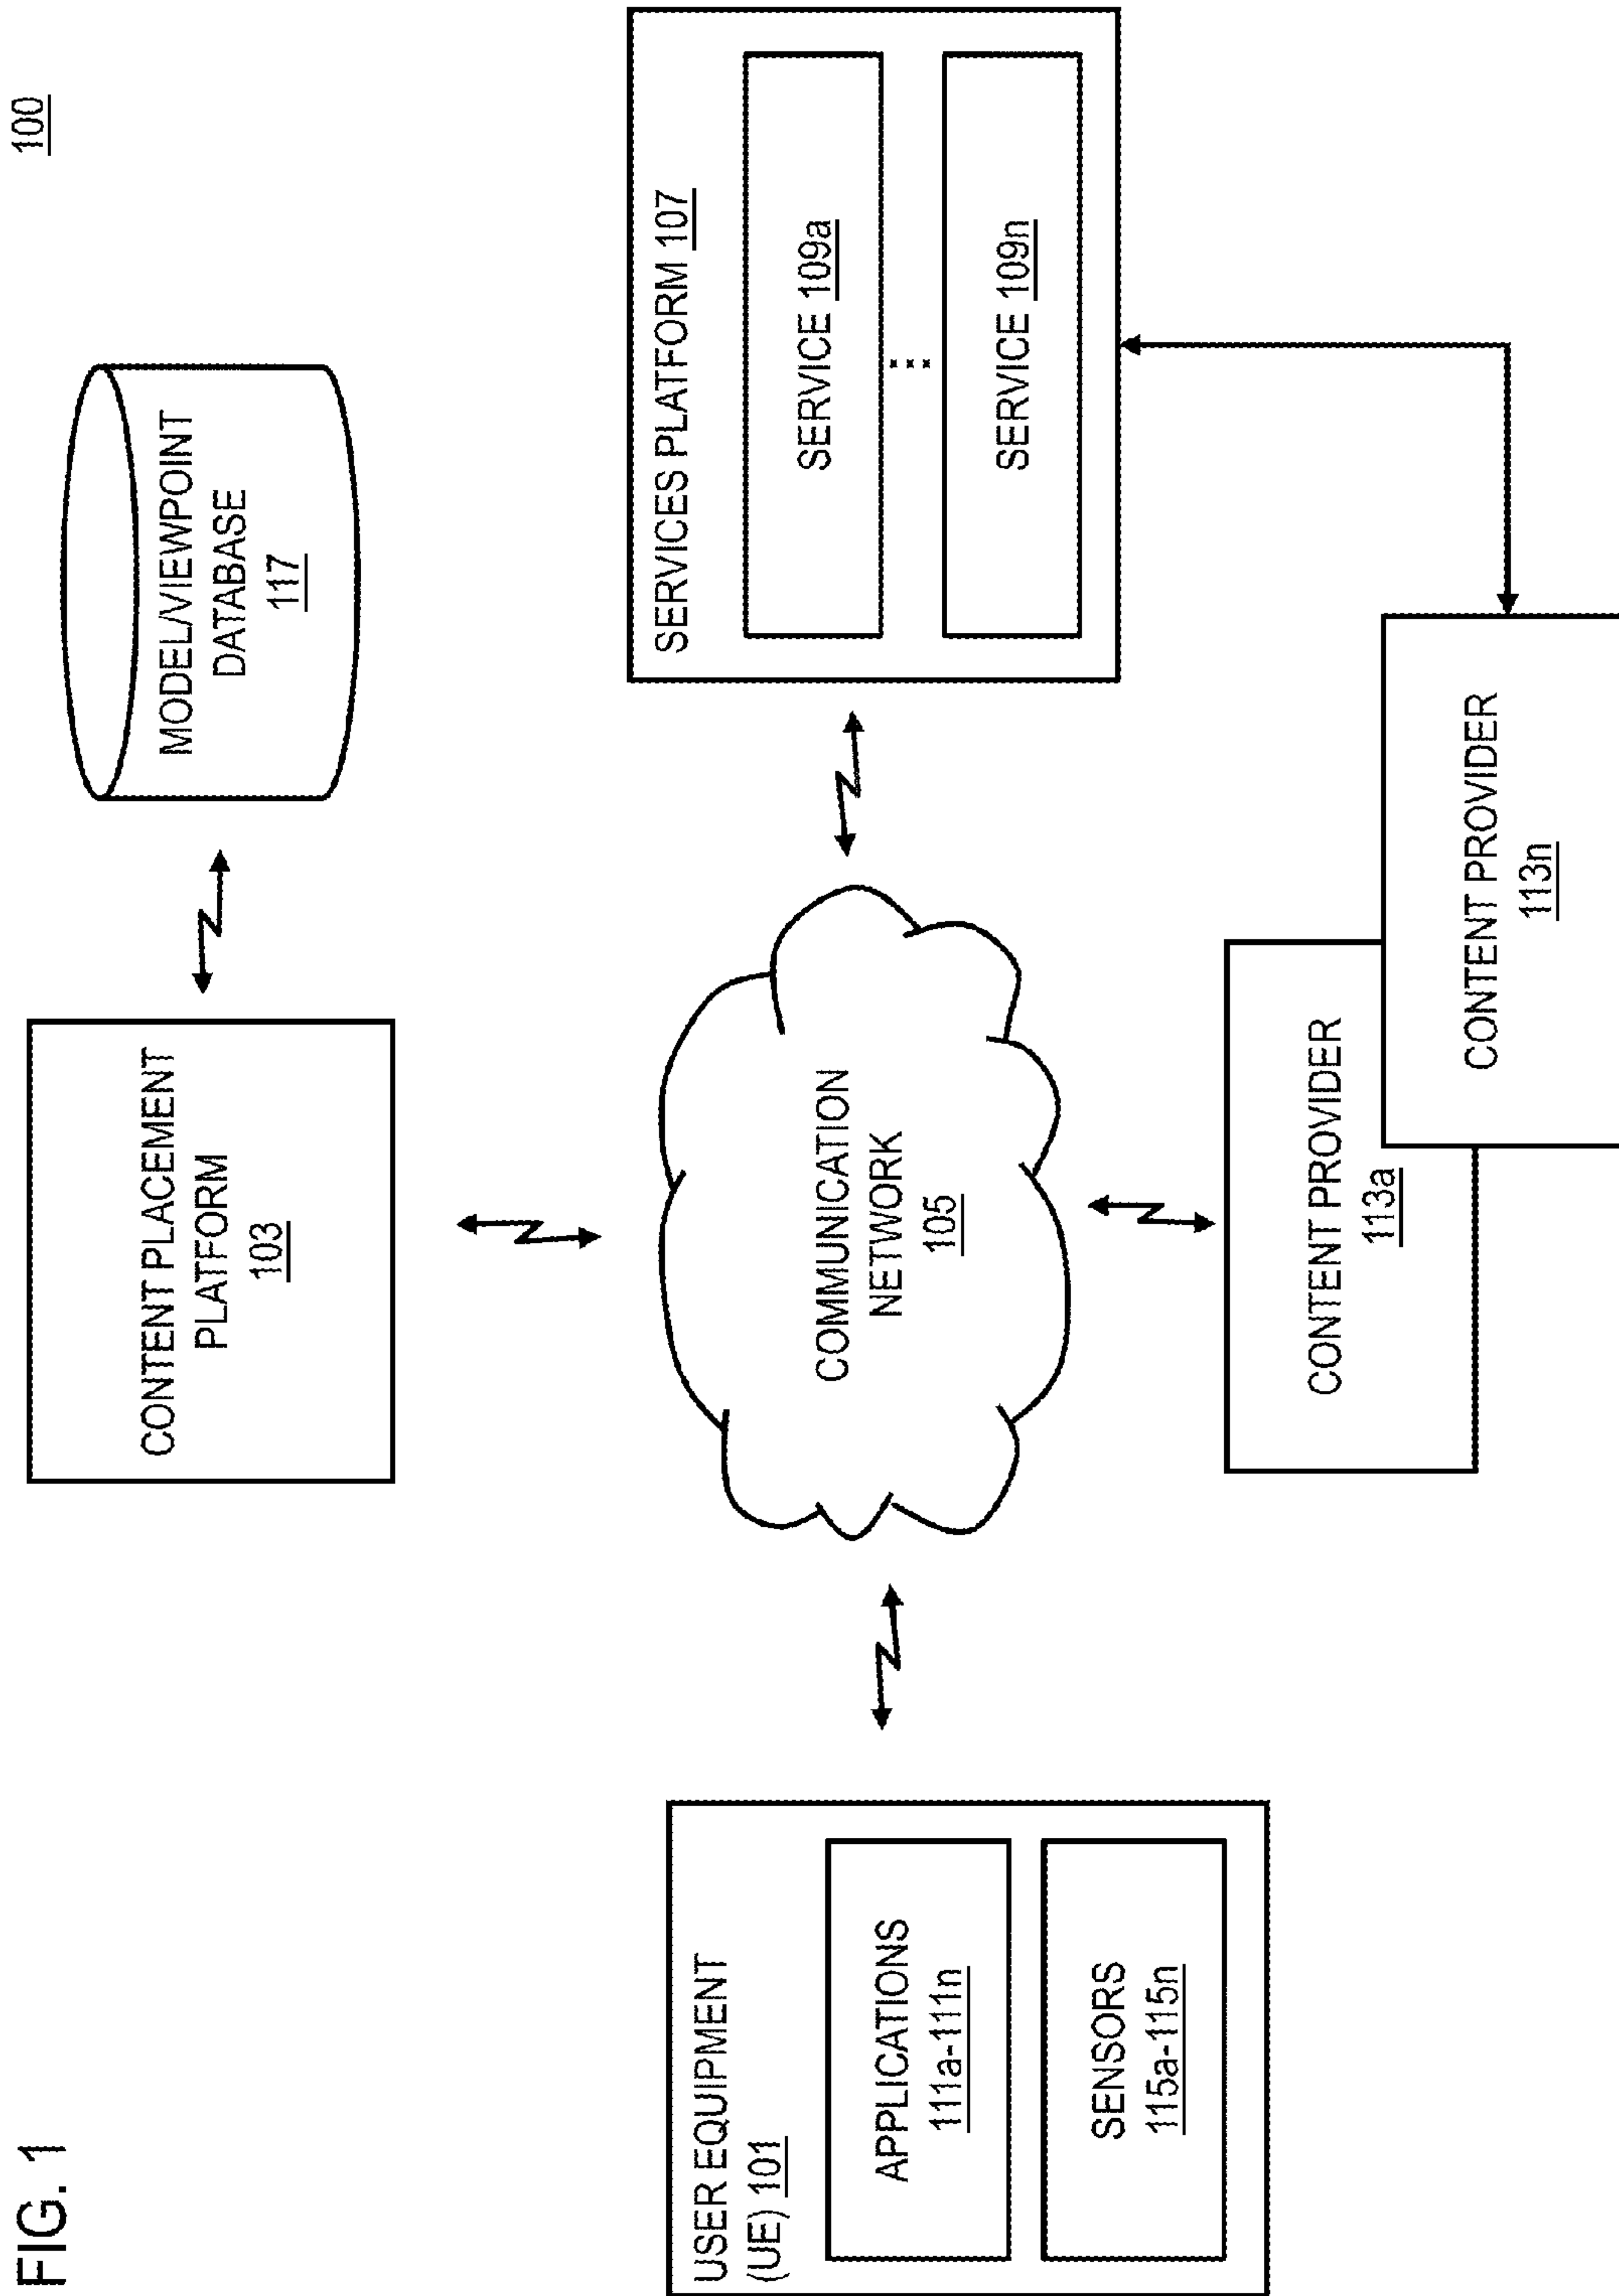 FIG. 1
100
CONTENT PLACEMENT
PLATFORM
103
MODEL/VIEWPOINT
DATABASE
117
USER EQUIPMENT
(UE) 101
APPLICATIONS
111a-111n
SENSORS
115a-115n
COMMUNICATION
NETWORK
105
SERVICES PLATFORM 107
SERVICE 109a
...
SERVICE 109n
CONTENT PROVIDER
113a
CONTENT PROVIDER
113n